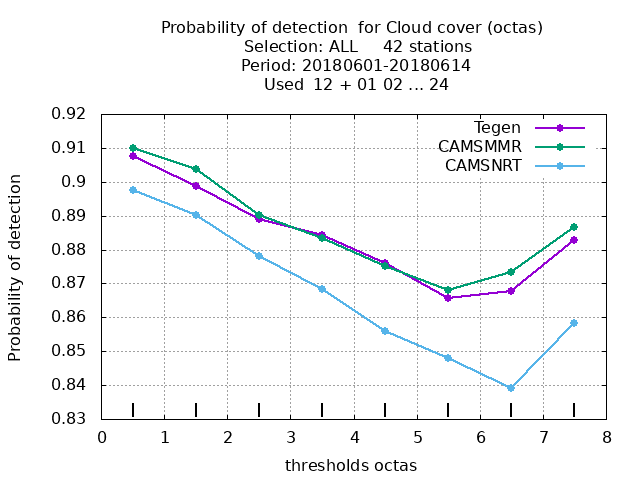 Probability of detection  for Cloud cover (octas)
Selection: ALL     42 stations
Period: 20180601-20180614
Used  12 + 01 02 ... 24
Tegen
CAMSMMR
CAMSNRT
0.92
0.91
0.9
0.89
0.88
0.87
0.86
0.85
0.84
0.83
Probability of detection
0 1 2 3 4 5 6 7 8
thresholds octas